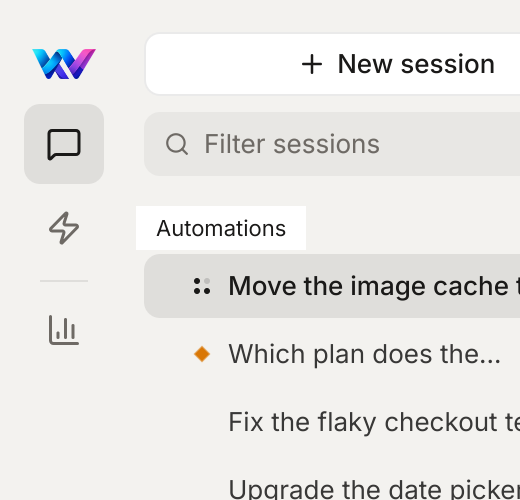 New session
Filter sessions
Automations
Move the image cache
Which plan does the...
Fix the flaky checkout
Upgrade the date picker